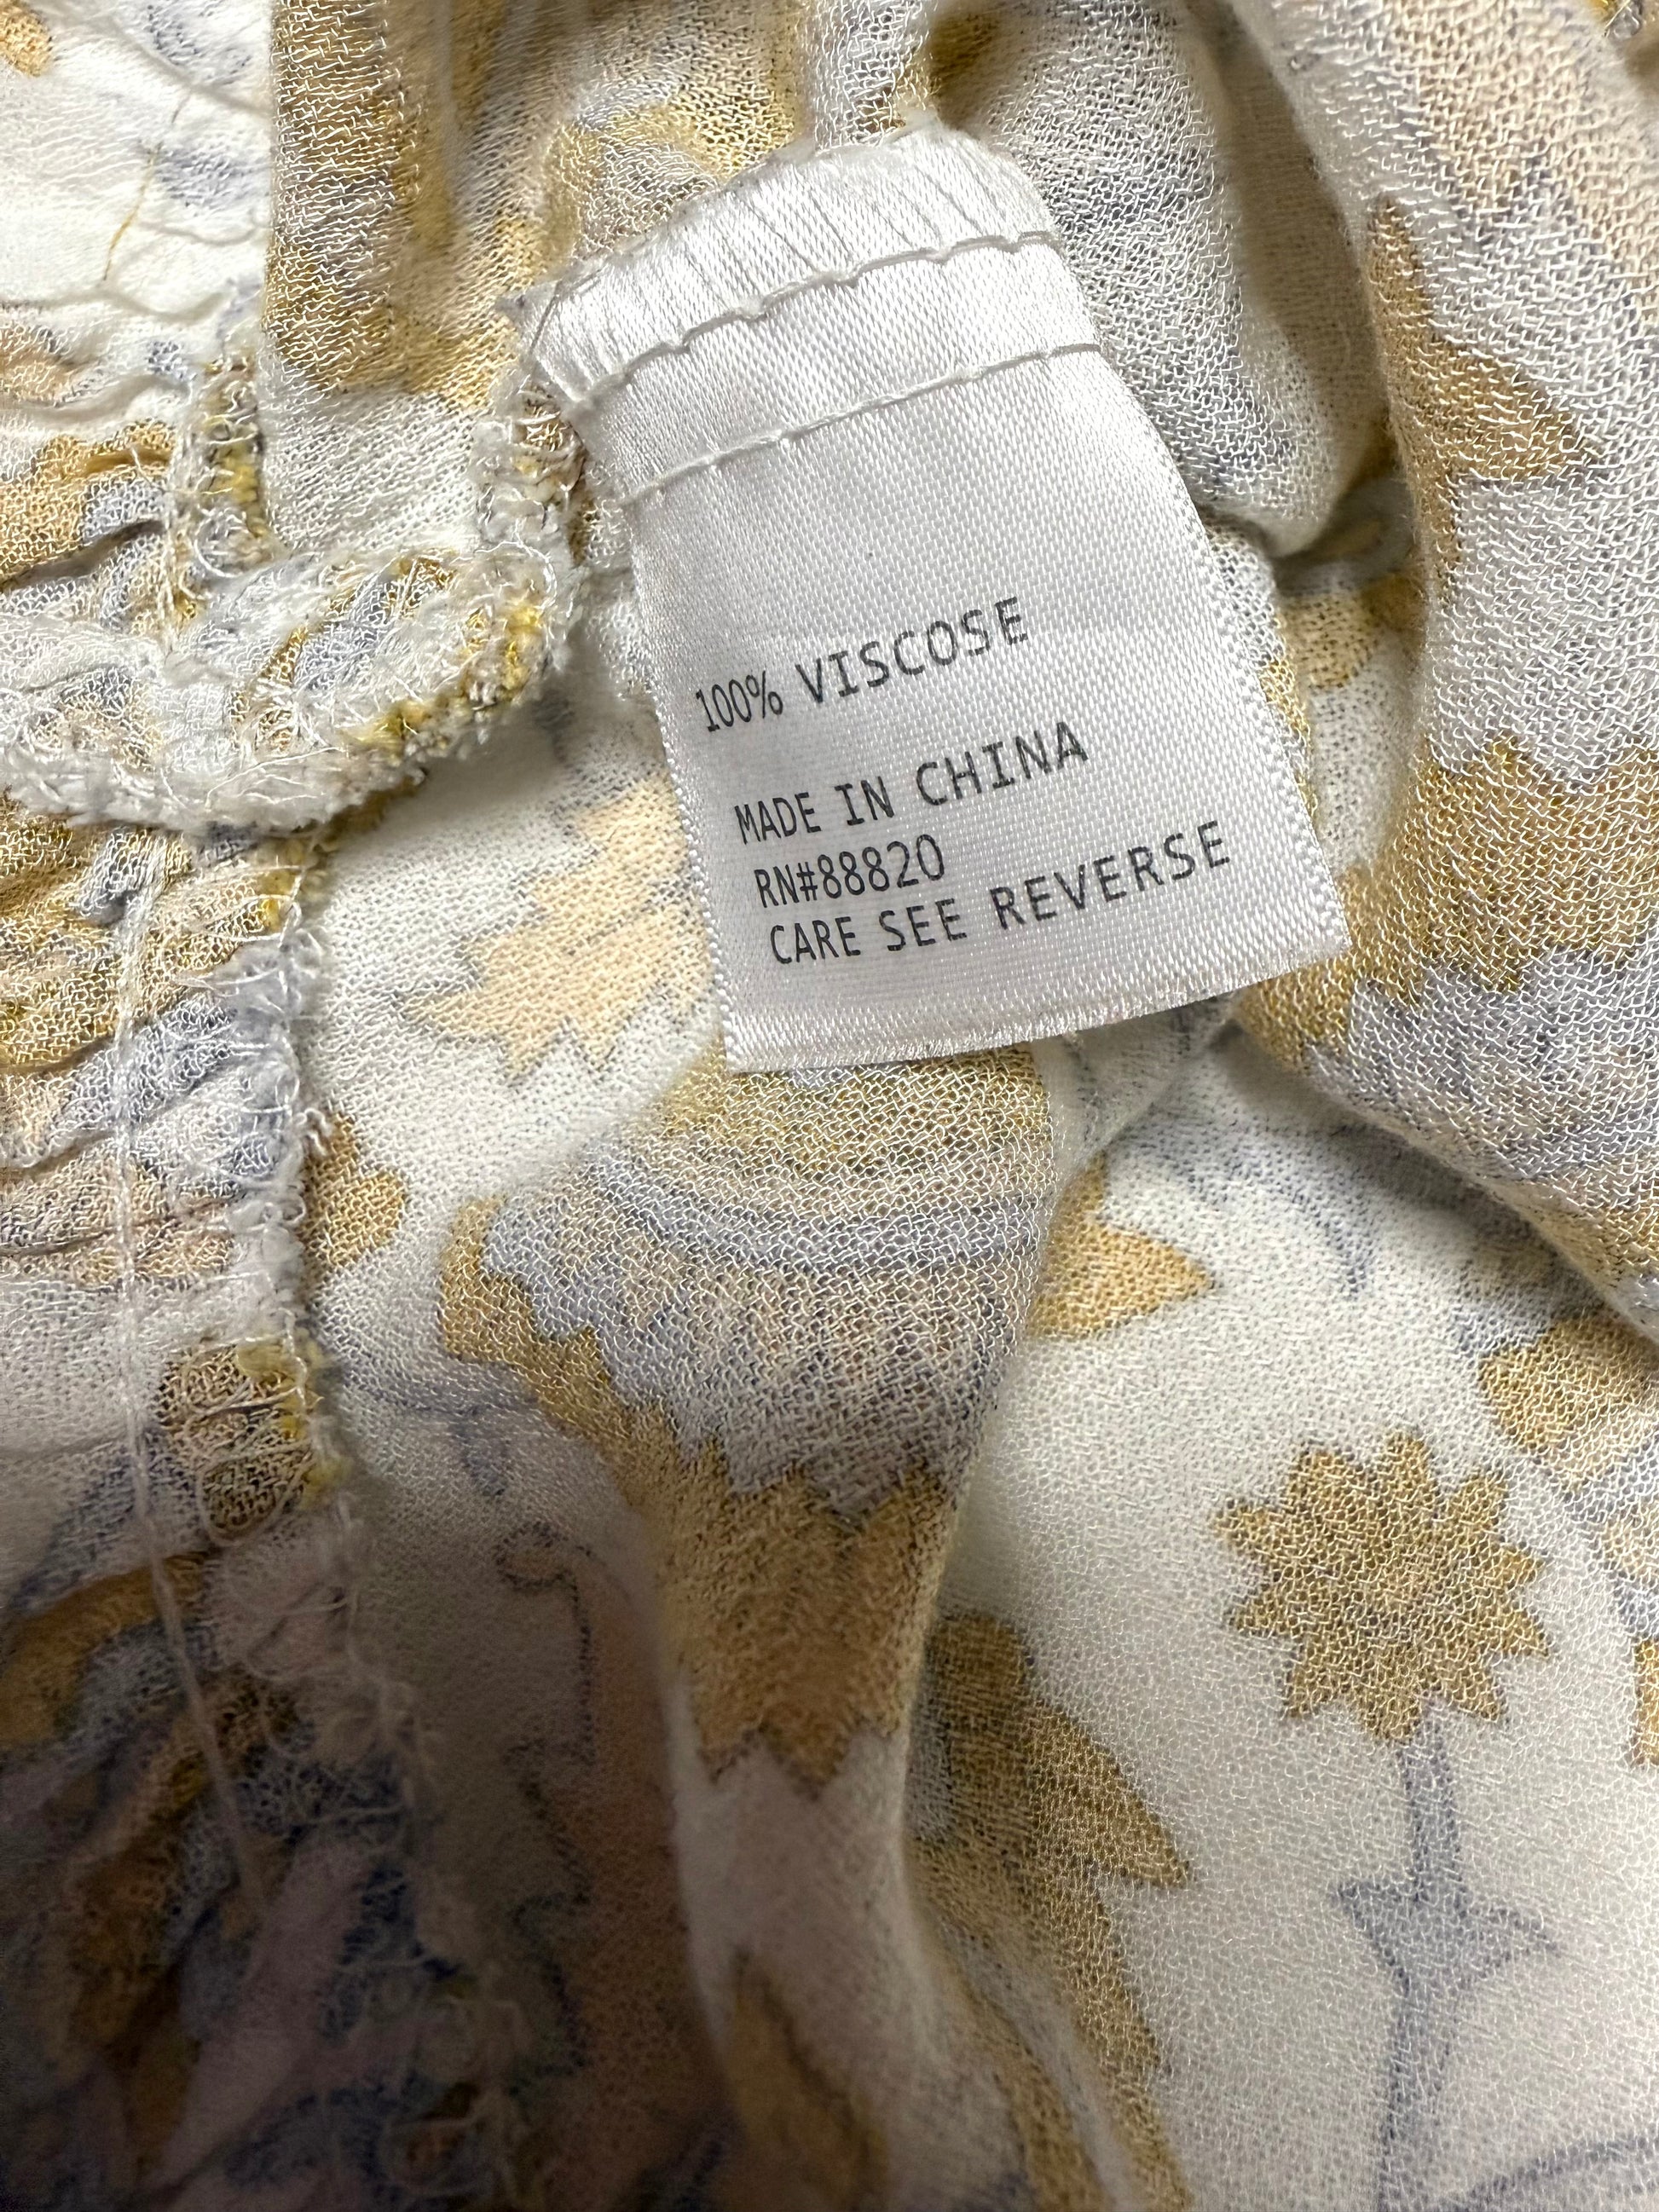 100% VISCOSE
MADE IN CHINA
RN#88820
CARE SEE REVERSE